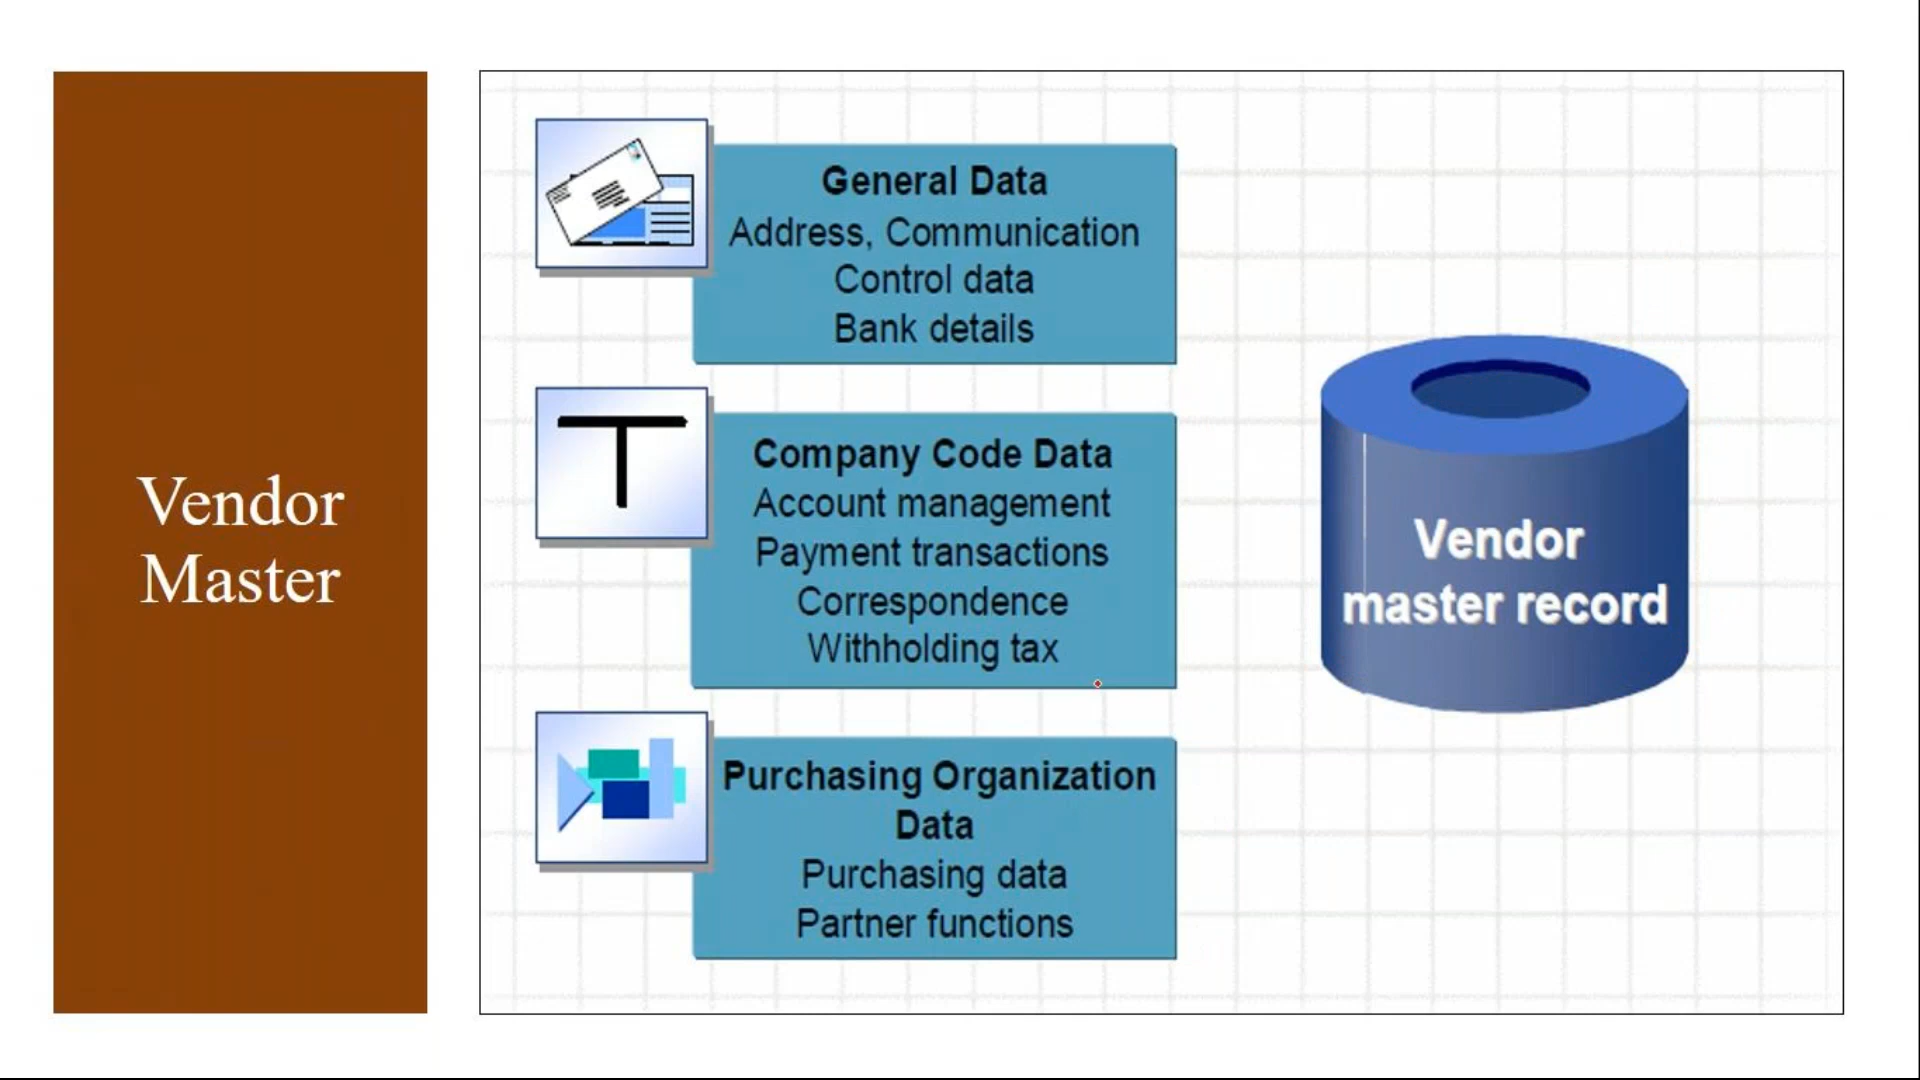 Vendor
Master
General Data
Address, Communication
Control data
Bank details
Company Code Data
Account management
Payment transactions
Correspondence
Withholding tax
Purchasing Organization
Data
Purchasing data
Partner functions
Vendor
master record